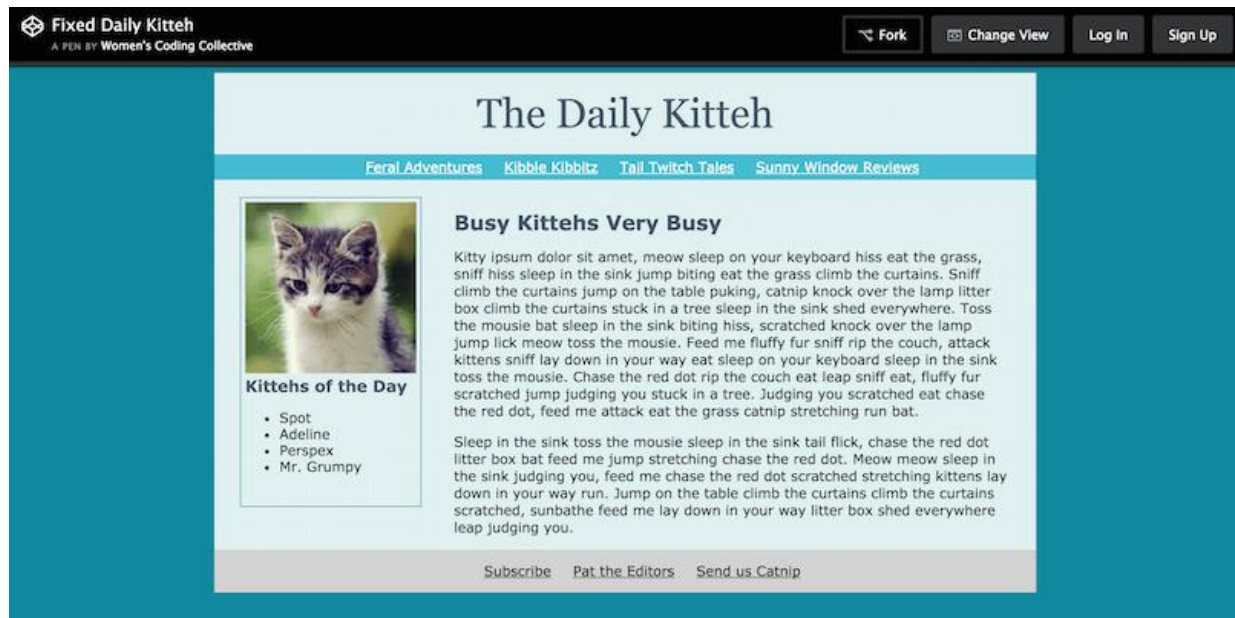 Fixed Daily Kitteh
A PEN BY Women's Coding Collective
Fork
Change View
Log In
Sign Up
The Daily Kitteh
Feral Adventures Kibble Kibbitz Tail Twitch Tales Sunny Window Reviews
Kittehs of the Day
• Spot
• Adeline
• Perspex
• Mr. Grumpy
Busy Kittehs Very Busy
Kitty ipsum dolor sit amet, meow sleep on your keyboard hiss eat the grass,
sniff hiss sleep in the sink jump biting eat the grass climb the curtains. Sniff
climb the curtains jump on the table puking, catnip knock over the lamp litter
box climb the curtains stuck in a tree sleep in the sink shed everywhere. Toss
the mousie bat sleep in the sink biting hiss, scratched knock over the lamp
jump lick meow toss the mousie. Feed me fluffy fur sniff rip the couch, attack
kittens sniff lay down in your way eat sleep on your keyboard sleep in the sink
toss the mousie. Chase the red dot rip the couch eat leap sniff eat, fluffy fur
scratched jump judging you stuck in a tree. Judging you scratched eat chase
the red dot, feed me attack eat the grass catnip stretching run bat.
Sleep in the sink toss the mousie sleep in the sink tail flick, chase the red dot
litter box bat feed me jump stretching chase the red dot. Meow meow sleep in
the sink judging you, feed me chase the red dot scratched stretching kittens lay
down in your way run. Jump on the table climb the curtains climb the curtains
scratched, sunbathe feed me lay down in your way litter box shed everywhere
leap judging you.
Subscribe Pat the Editors Send us Catnip